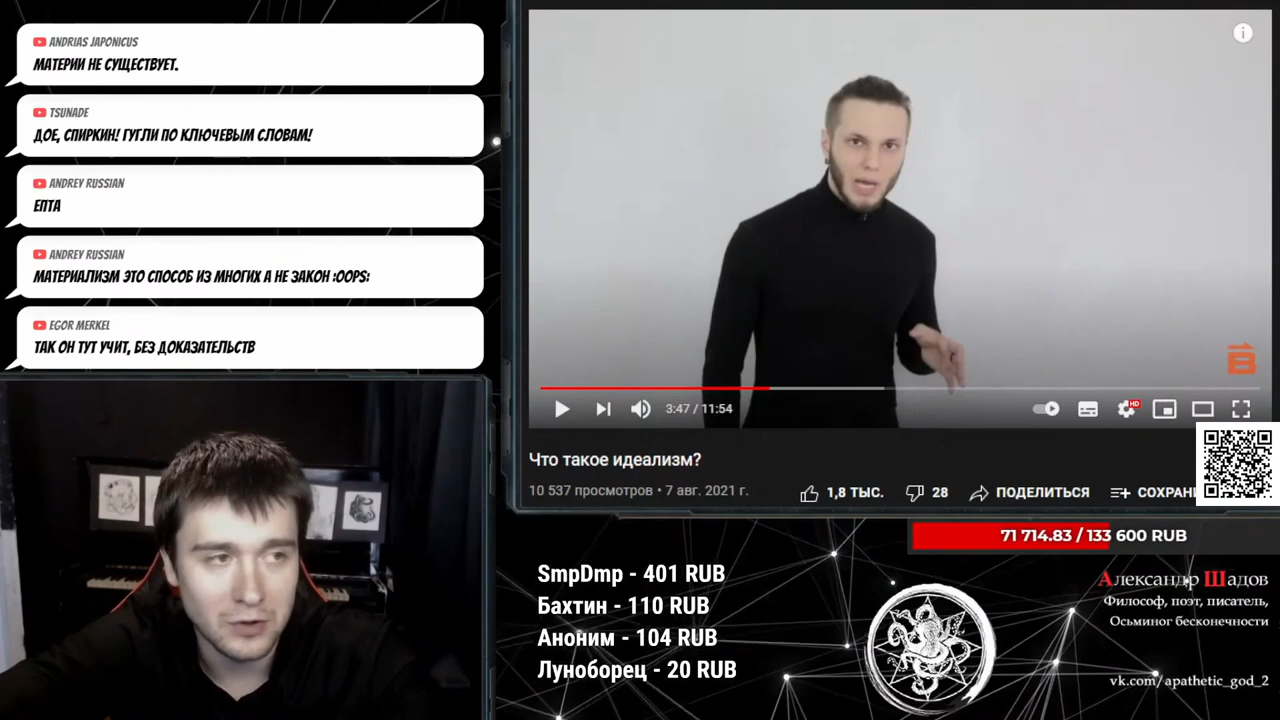 ANDRIAS JAPONICUS
МАТЕРИИ НЕ СУЩЕСТВУЕТ.
TSUNADE
ДОЕ, СПИРКИН! ГУГЛИ ПО КЛЮЧЕВЫМ СЛОВАМ!
ANDREY RUSSIAN
ЕПТА
ANDREY RUSSIAN
МАТЕРИАЛИЗМ ЭТО СПОСОБ ИЗ МНОГИХ А НЕ ЗАКОН :OOPS:
EGOR MERKEL
ТАК ОН ТУТ УЧИТ, БЕЗ ДОКАЗАТЕЛЬСТВ
3:47 / 11:54
HD
Что такое идеализм?
10 537 просмотров • 7 авг. 2021 г.
1,8 ТЫС.
28
ПОДЕЛИТЬСЯ
СОХРАН
71 714.83 / 133 600 RUB
SmpDmp - 401 RUB
Бахтин - 110 RUB
Аноним - 104 RUB
Луноборец - 20 RUB
Александр Шадов
Философ, поэт, писатель,
Осьминог бесконечности
vk.com/apathetic_god_2